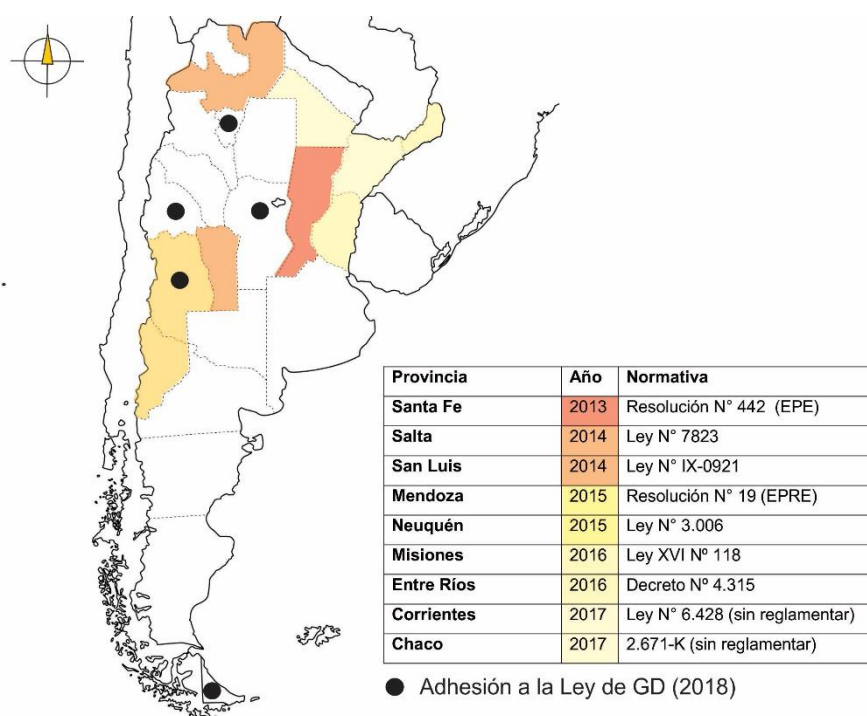 Provincia Año Normativa
Santa Fe 2013 Resolución N° 442 (EPE)
Salta 2014 Ley N° 7823
San Luis 2014 Ley N° IX-0921
Mendoza 2015 Resolución N° 19 (EPRE)
Neuquén 2015 Ley N° 3.006
Misiones 2016 Ley XVI Nº 118
Entre Ríos 2016 Decreto Nº 4.315
Corrientes 2017 Ley N° 6.428 (sin reglamentar)
Chaco 2017 2.671-K (sin reglamentar)
Adhesión a la Ley de GD (2018)